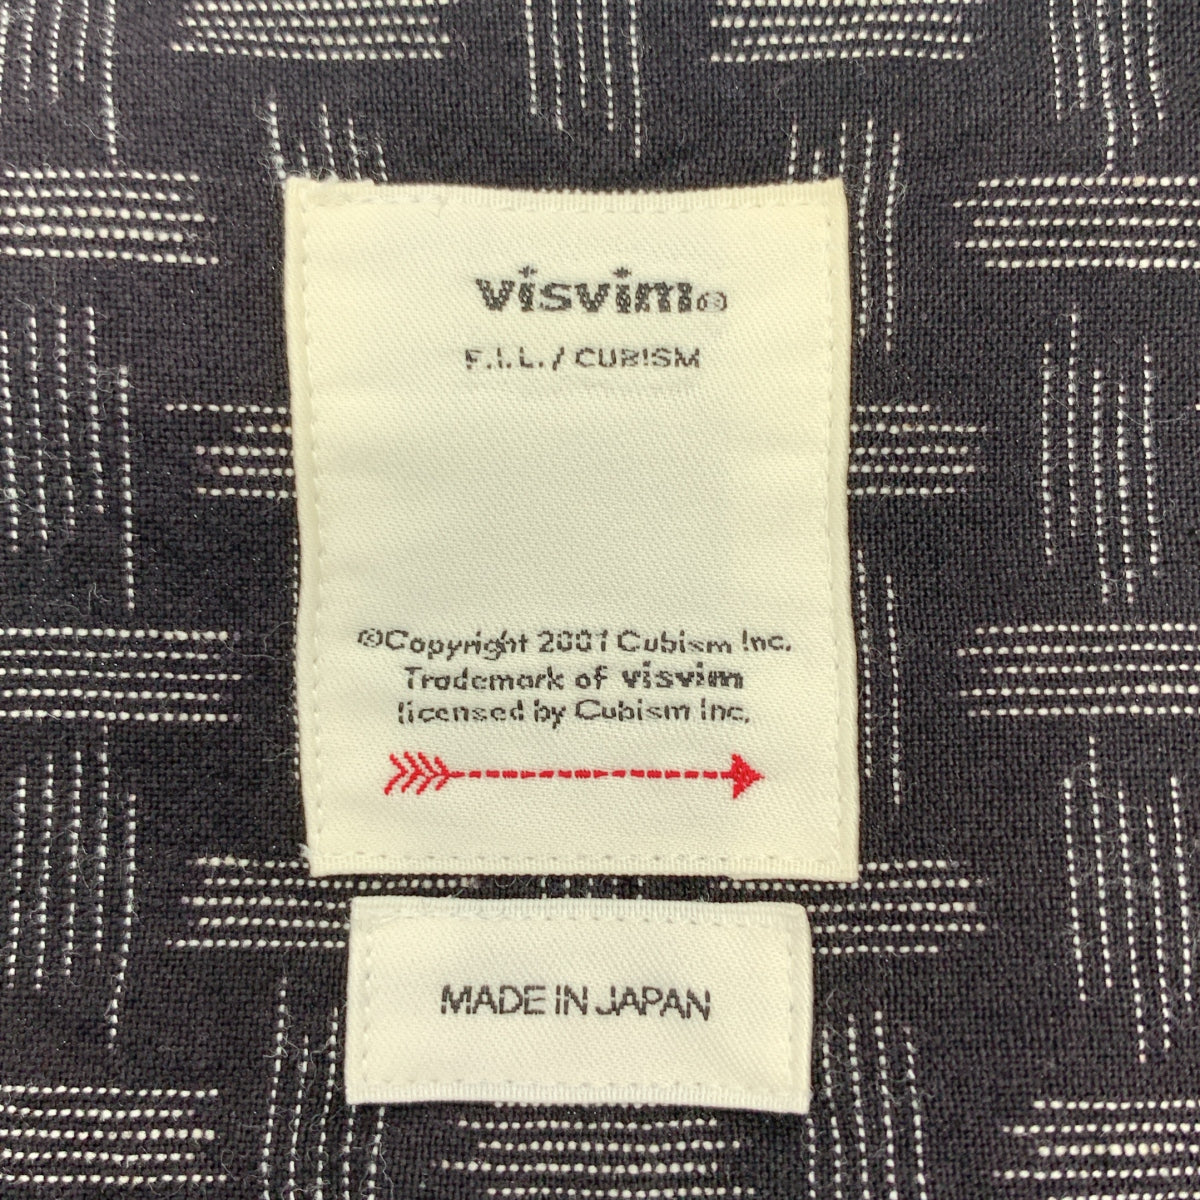 visvim®
F.I.L./CUBISM
©Copyright 2001 Cubism Inc.
Trademark of visvim
licensed by Cubism Inc.
MADE IN JAPAN